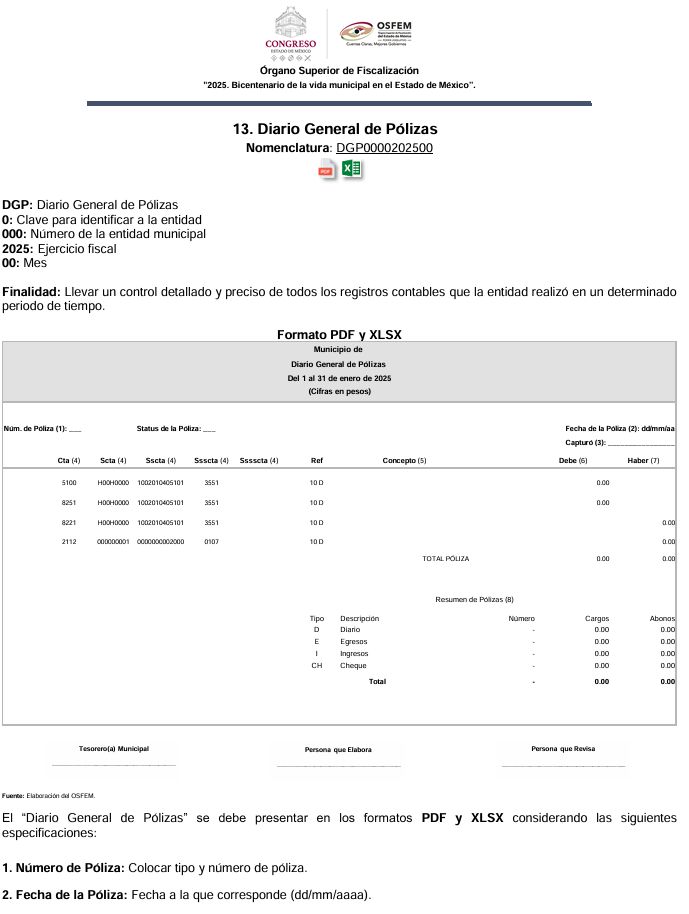 CONGRESO
ESTADO DE MÉXICO
OSFEM
Cuentas Claras, Mejores Gobiernos
Órgano Superior de Fiscalización
"2025. Bicentenario de la vida municipal en el Estado de México".
13. Diario General de Pólizas
Nomenclatura: DGP0000202500
PDF
DGP: Diario General de Pólizas
0: Clave para identificar a la entidad
000: Número de la entidad municipal
2025: Ejercicio fiscal
00: Mes
Finalidad: Llevar un control detallado y preciso de todos los registros contables que la entidad realizó en un determinado
periodo de tiempo.
Formato PDF y XLSX
Municipio de
Diario General de Pólizas
Del 1 al 31 de enero de 2025
(Cifras en pesos)
Núm. de Póliza (1): ___ Status de la Póliza: ___ Fecha de la Póliza (2): dd/mm/aa
Capturó (3): ________________
Cta (4) Scta (4) Sscta (4) Ssscta (4) Sssscta (4) Ref Concepto (5) Debe (6) Haber (7)
5100 H00H0000 1002010405101 3551 10 D 0.00
8251 H00H0000 1002010405101 3551 10 D 0.00
8221 H00H0000 1002010405101 3551 10 D 0.00
2112 000000001 0000000002000 0107 10 D 0.00
TOTAL PÓLIZA 0.00 0.00
Resumen de Pólizas (8)
Tipo Descripción Número Cargos Abonos
D Diario - 0.00 0.00
E Egresos - 0.00 0.00
I Ingresos - 0.00 0.00
CH Cheque - 0.00 0.00
Total - 0.00 0.00
Tesorero(a) Municipal Persona que Elabora Persona que Revisa
Fuente: Elaboración del OSFEM.
El “Diario General de Pólizas” se debe presentar en los formatos PDF y XLSX considerando las siguientes
especificaciones:
1. Número de Póliza: Colocar tipo y número de póliza.
2. Fecha de la Póliza: Fecha a la que corresponde (dd/mm/aaaa).